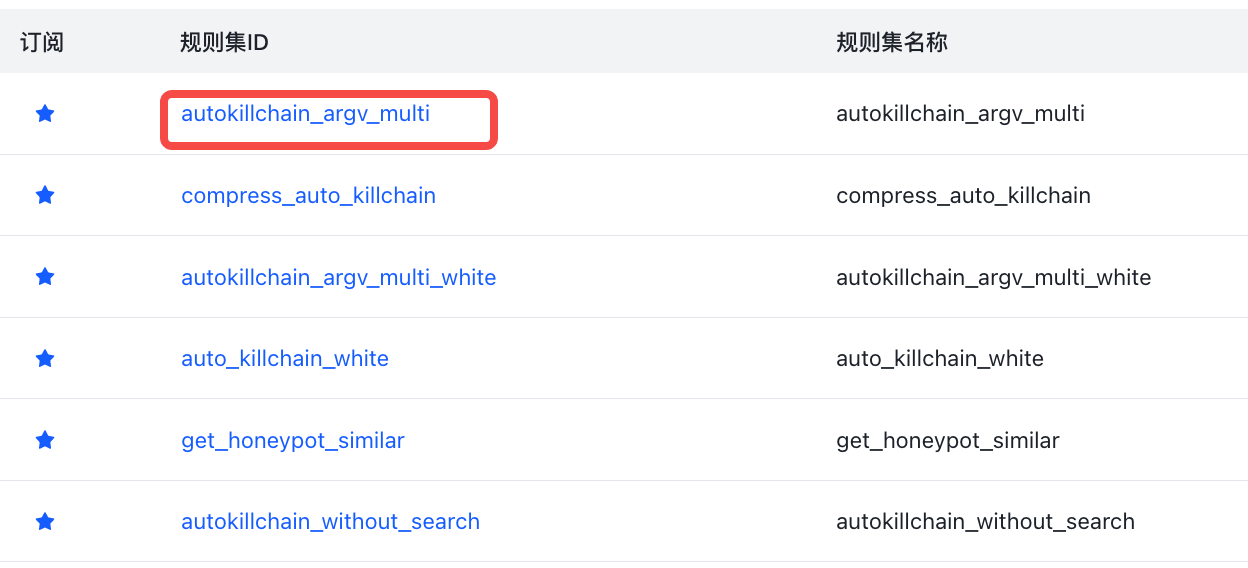 订阅 规则集ID 规则集名称
autokillchain_argv_multi autokillchain_argv_multi
compress_auto_killchain compress_auto_killchain
autokillchain_argv_multi_white autokillchain_argv_multi_white
auto_killchain_white auto_killchain_white
get_honeypot_similar get_honeypot_similar
autokillchain_without_search autokillchain_without_search